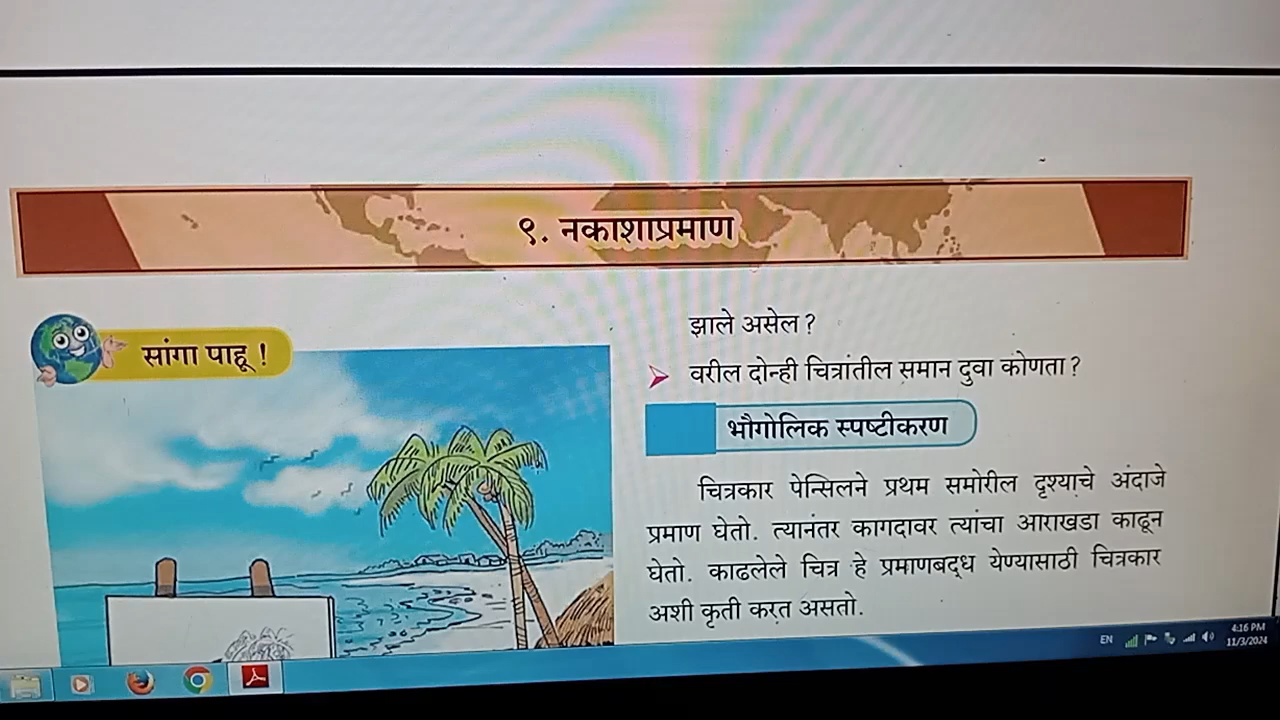 ९. नकाशाप्रमाण
सांगा पाहू !
झाले असेल ?
वरील दोन्ही चित्रांतील समान दुवा कोणता ?
भौगोलिक स्पष्टीकरण
चित्रकार पेन्सिलने प्रथम समोरील दृश्याचे अंदाजे
प्रमाण घेतो. त्यानंतर कागदावर त्यांचा आराखडा काढून
घेतो. काढलेले चित्र हे प्रमाणबद्ध येण्यासाठी चित्रकार
अशी कृती करत असतो.
EN
4:16 PM
11/3/2024